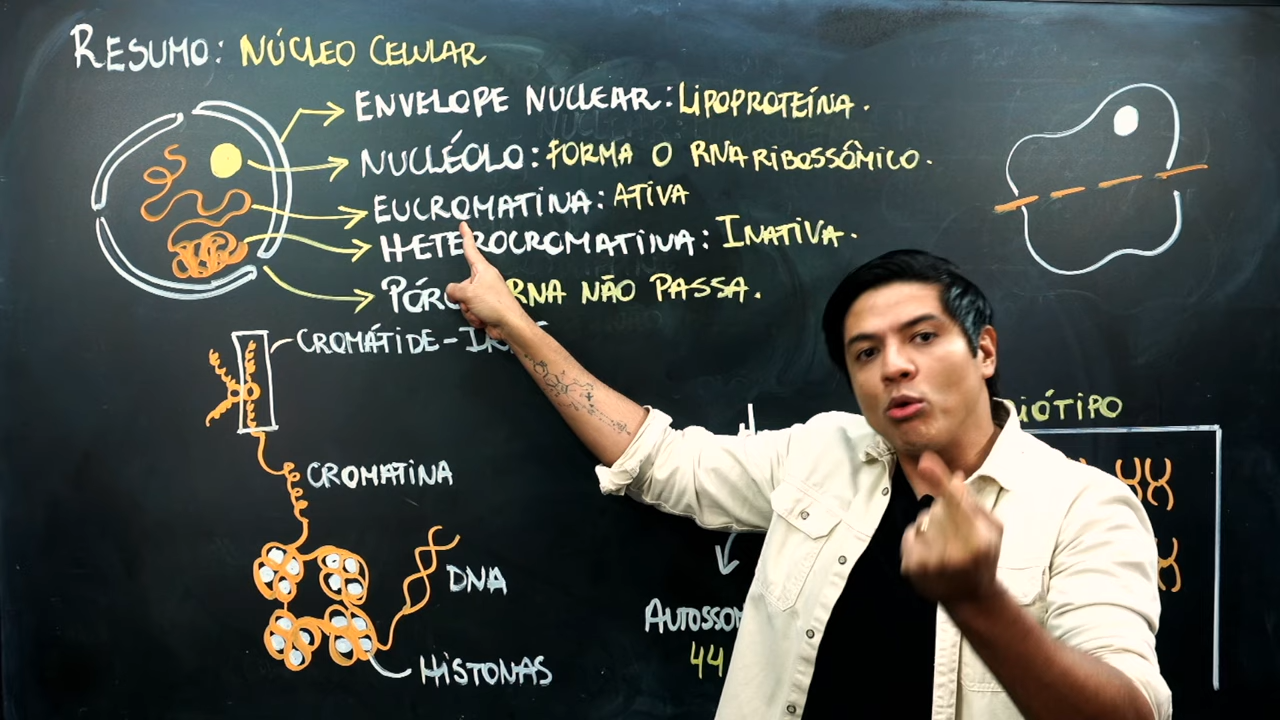 RESUMO: NÚCLEO CELULAR
ENVELOPE NUCLEAR: LIPOPROTEÍNA.
NUCLÉOLO: FORMA O RNA RIBOSSÔMICO.
EUCROMATINA: ATIVA
HETEROCROMATINA: INATIVA.
RNA NÃO PASSA.
CROMÁTIDE-
CROMATINA
DNA
HISTONAS
44